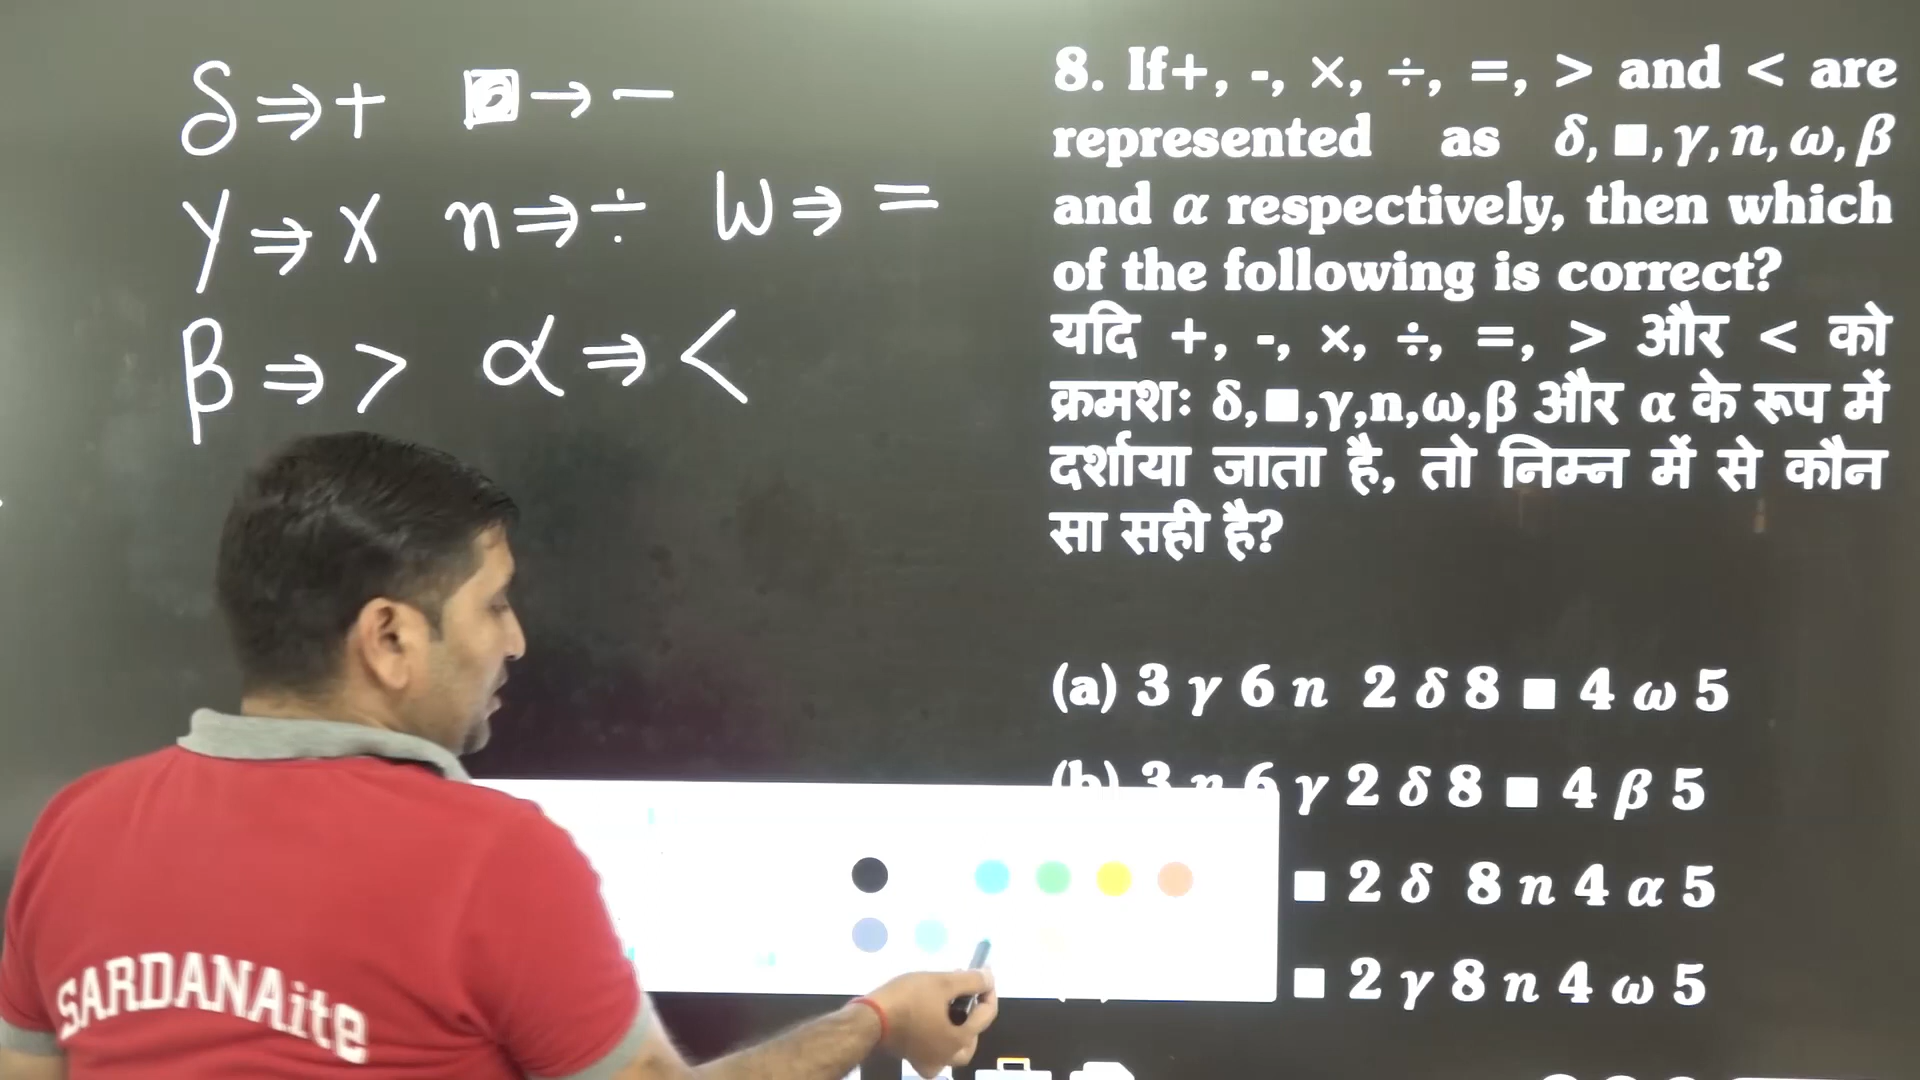 δ ⇒ + ■ → −
γ ⇒ × n ⇒ ÷ ω ⇒ =
β ⇒ > α ⇒ <
8. If+, -, ×, ÷, =, > and < are
represented as δ, ■, γ, n, ω, β
and α respectively, then which
of the following is correct?
यदि +, -, ×, ÷, =, > और < को
क्रमशः δ,■,γ,n,ω,β और α के रूप में
दर्शाया जाता है, तो निम्न में से कौन
सा सही है?
(a) 3 γ 6 n 2 δ 8 ■ 4 ω 5
(b) 3 n 6 γ 2 δ 8 ■ 4 β 5
■ 2 δ 8 n 4 α 5
■ 2 γ 8 n 4 ω 5
SARDANAite